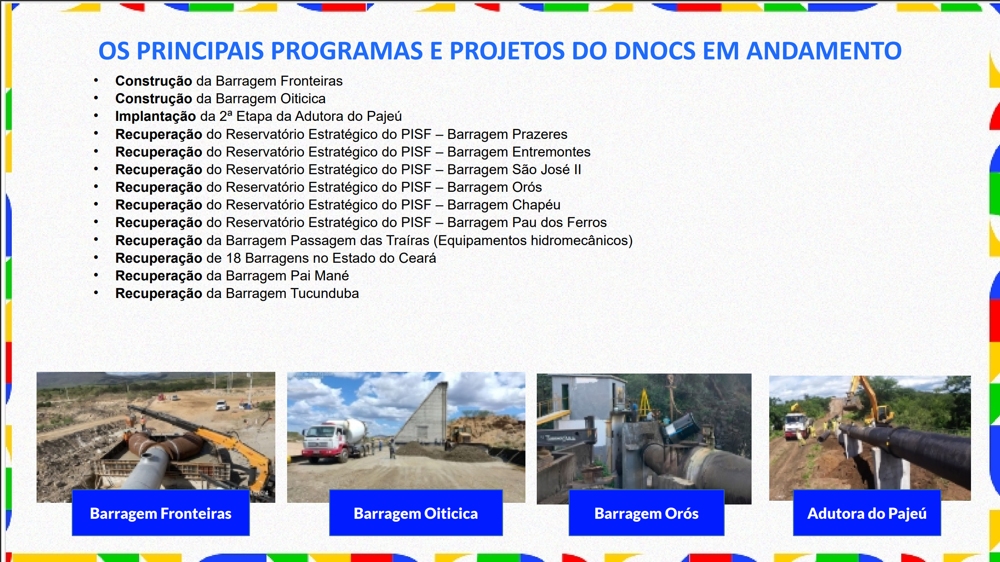 OS PRINCIPAIS PROGRAMAS E PROJETOS DO DNOCS EM ANDAMENTO
• Construção da Barragem Fronteiras
• Construção da Barragem Oiticica
• Implantação da 2ª Etapa da Adutora do Pajeú
• Recuperação do Reservatório Estratégico do PISF – Barragem Prazeres
• Recuperação do Reservatório Estratégico do PISF – Barragem Entremontes
• Recuperação do Reservatório Estratégico do PISF – Barragem São José II
• Recuperação do Reservatório Estratégico do PISF – Barragem Orós
• Recuperação do Reservatório Estratégico do PISF – Barragem Chapéu
• Recuperação do Reservatório Estratégico do PISF – Barragem Pau dos Ferros
• Recuperação da Barragem Passagem das Traíras (Equipamentos hidromecânicos)
• Recuperação de 18 Barragens no Estado do Ceará
• Recuperação da Barragem Pai Mané
• Recuperação da Barragem Tucunduba
Barragem Fronteiras
Barragem Oiticica
Barragem Orós
Adutora do Pajeú